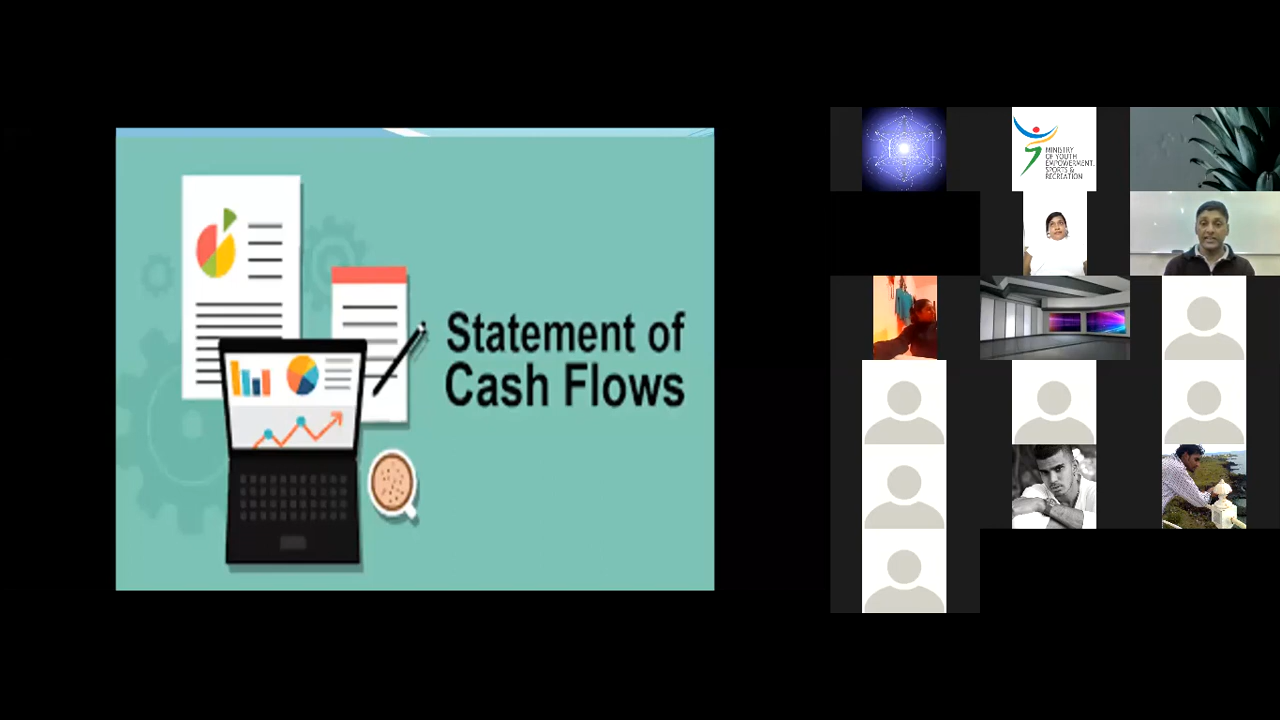 Statement of
Cash Flows
MINISTRY
OF YOUTH
EMPOWERMENT,
SPORTS &
RECREATION